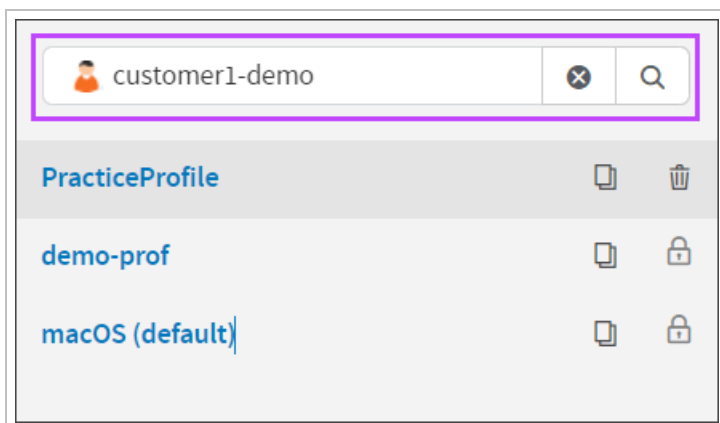 customer1-demo
PracticeProfile
demo-prof
macOS (default)